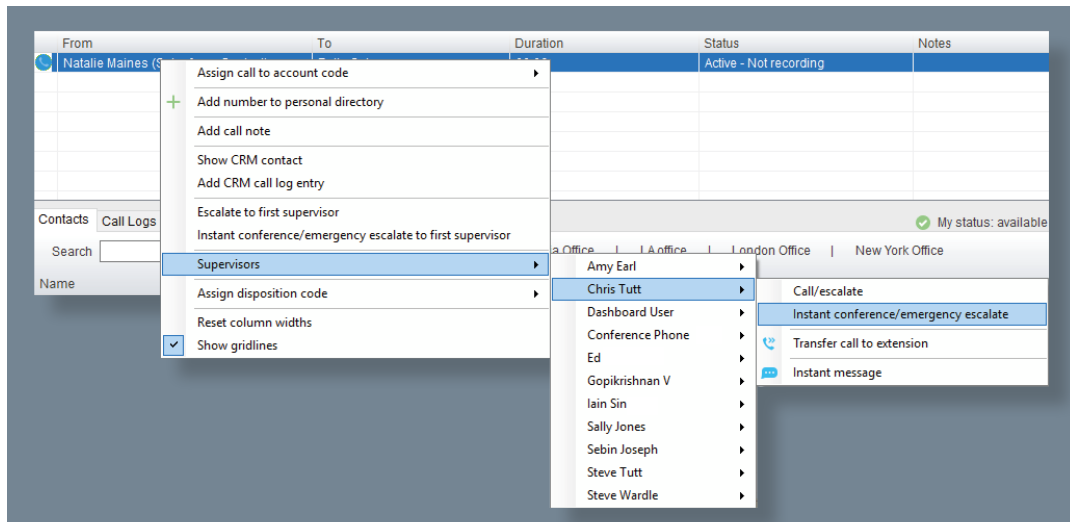 From To Duration Status Notes
Natalie Maines Active - Not recording
Assign call to account code
Add number to personal directory
Add call note
Show CRM contact
Add CRM call log entry
Contacts Call Logs Escalate to first supervisor My status: available
Instant conference/emergency escalate to first supervisor
Search Office | LA office | London Office | New York Office
Supervisors
Name
Assign disposition code
Reset column widths
Show gridlines
Amy Earl
Chris Tutt
Dashboard User
Conference Phone
Ed
Gopikrishnan V
Iain Sin
Sally Jones
Sebin Joseph
Steve Tutt
Steve Wardle
Call/escalate
Instant conference/emergency escalate
Transfer call to extension
Instant message